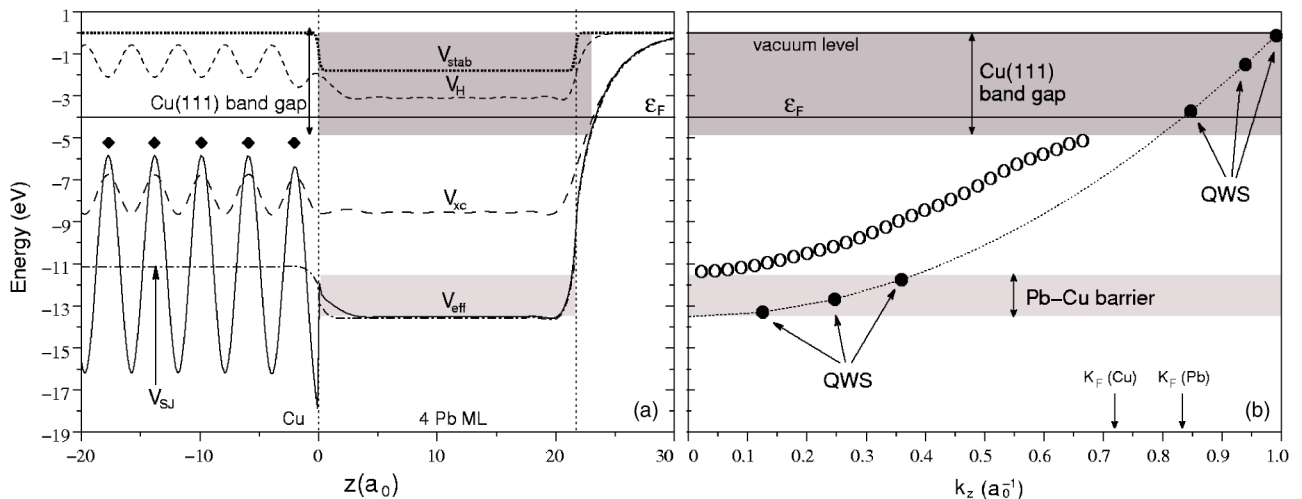 1
−1
−3
−5
−7
−9
−11
−13
−15
−17
−19
Energy (eV)
−20
−10
0
10
20
30
z(a₀)
V_stab
V_H
Cu(111) band gap
ε_F
V_xc
V_eff
V_SJ
Cu
4 Pb ML
(a)
vacuum level
Cu(111)
band gap
ε_F
QWS
Pb−Cu barrier
QWS
K_F (Cu)
K_F (Pb)
(b)
0
0.1
0.2
0.3
0.4
0.5
0.6
0.7
0.8
0.9
1.0
k_z (a₀⁻¹)